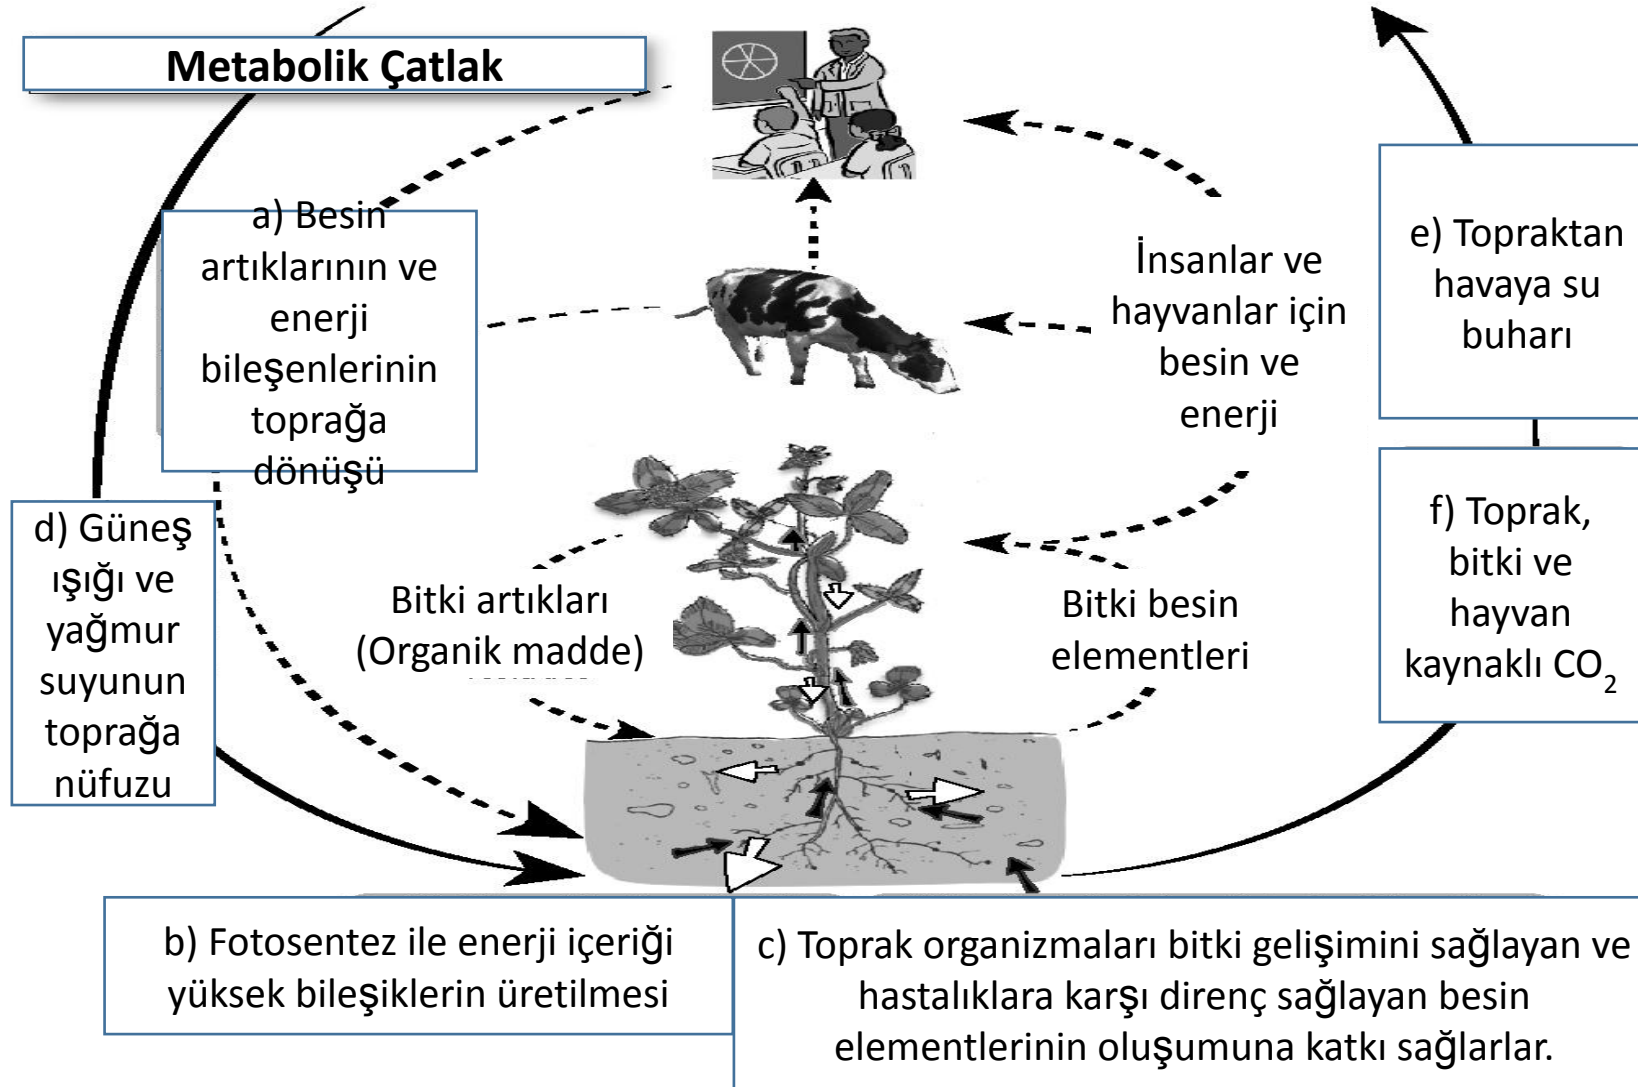 Metabolik Çatlak
a) Besin
artıklarının ve
enerji
bileşenlerinin
toprağa
dönüşü
İnsanlar ve
hayvanlar için
besin ve
enerji
e) Topraktan
havaya su
buharı
d) Güneş
ışığı ve
yağmur
suyunun
toprağa
nüfuzu
Bitki artıkları
(Organik madde)
Bitki besin
elementleri
f) Toprak,
bitki ve
hayvan
kaynaklı CO₂
b) Fotosentez ile enerji içeriği
yüksek bileşiklerin üretilmesi
c) Toprak organizmaları bitki gelişimini sağlayan ve
hastalıklara karşı direnç sağlayan besin
elementlerinin oluşumuna katkı sağlarlar.